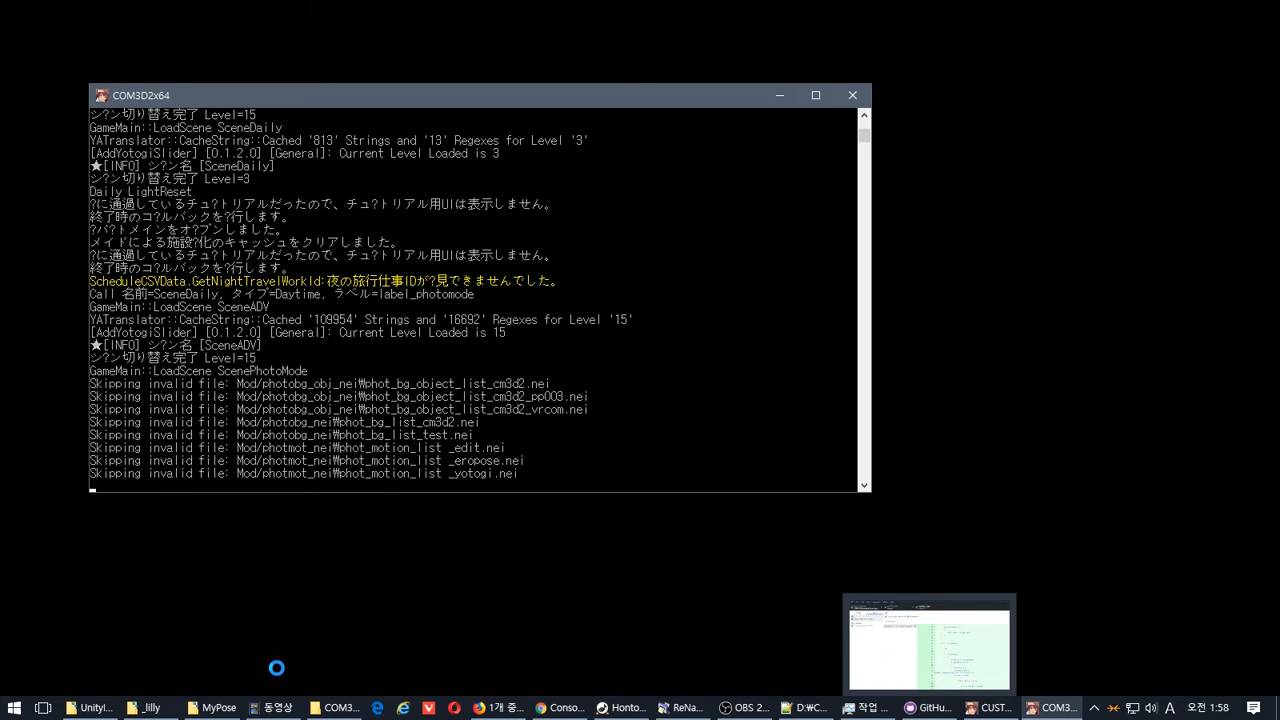 COM3D2x64
シ?ン切り替え完了 Level=15
GameMain::LoadScene SceneDaily
YATranslator::CacheString::Cached '813' Strings and '13' Regexes for Level '3'
[AddYotogiSlider] [0.1.2.0] [General]: Current Level Loaded is 3
★[INFO] シ?ン名 [SceneDaily]
シ?ン切り替え完了 Level=3
Daily LightReset
?に通過しているチュ?トリアルだったので、チュ?トリアル用UIは表示しません。
終了時のコ?ルバックを?行します。
?パ?トメイドをオ?プンしました。
メイドによる施設?化のキャッシュをクリアしました。
?に通過しているチュ?トリアルだったので、チュ?トリアル用UIは表示しません。
終了時のコ?ルバックを?行します。
ScheduleCSVData.GetNightTravelWorkId:夜の旅行仕事IDが?見できませんでした。
Call 名前=SceneDaily, タイプ=Daytime, ラベル=label_photomode
GameMain::LoadScene SceneADV
YATranslator::CacheString::Cached '109954' Strings and '16692' Regexes for Level '15'
[AddYotogiSlider] [0.1.2.0] [General]: Current Level Loaded is 15
★[INFO] シ?ン名 [SceneADV]
シ?ン切り替え完了 Level=15
GameMain::LoadScene ScenePhotoMode
Skipping invalid file: Mod/photobg_obj_nei\phot_bg_object_list_cm3d2.nei
Skipping invalid file: Mod/photobg_obj_nei\phot_bg_object_list_cm3d2_pp003.nei
Skipping invalid file: Mod/photobg_obj_nei\phot_bg_object_list_cm3d2_vrcom.nei
Skipping invalid file: Mod/photbg_nei\phot_bg_list_cm3d2.nei
Skipping invalid file: Mod/photbg_nei\phot_bg_list_test.nei
Skipping invalid file: Mod/photmot_nei\phot_motion_list _edit.nei
Skipping invalid file: Mod/photmot_nei\phot_motion_list _eropose.nei
Skipping invalid file: Mod/photmot_nei\phot_motion_list _yotogi.nei
Unity... _lilly OneDri... COM3... Conso... Honto... ReNa... OBS 2... D:₩C... 작업 ... GitHu... CUST... COM3... A 오전 1:58